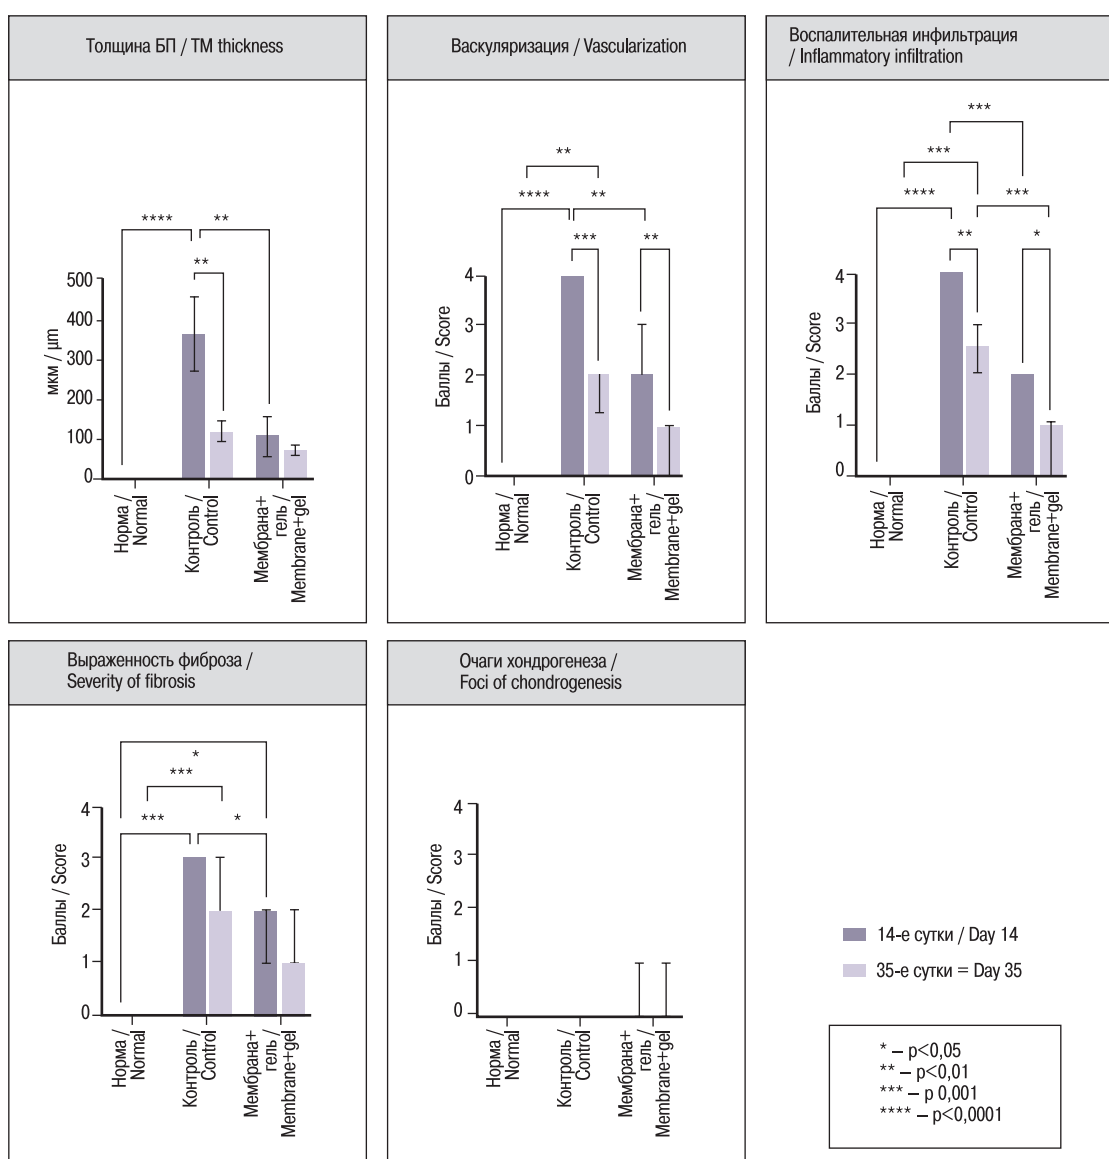 Толщина БП / TM thickness
****
**
**
мкм / µm
500
400
300
200
100
0
Норма /
Normal
Контроль /
Control
Мембрана+
гель /
Membrane+gel
Васкуляризация / Vascularization
**
****
**
***
**
Баллы / Score
4
3
2
1
0
Норма /
Normal
Контроль /
Control
Мембрана+
гель /
Membrane+gel
Воспалительная инфильтрация
/ Inflammatory infiltration
***
***
****
***
**
*
Баллы / Score
4
3
2
1
0
Норма /
Normal
Контроль /
Control
Мембрана+
гель /
Membrane+gel
Выраженность фиброза /
Severity of fibrosis
*
***
***
*
Баллы / Score
4
3
2
1
0
Норма /
Normal
Контроль /
Control
Мембрана+
гель /
Membrane+gel
Очаги хондрогенеза /
Foci of chondrogenesis
Баллы / Score
4
3
2
1
0
Норма /
Normal
Контроль /
Control
Мембрана+
гель /
Membrane+gel
14-е сутки / Day 14
35-е сутки = Day 35
* – p<0,05
** – p<0,01
*** – p 0,001
**** – p<0,0001